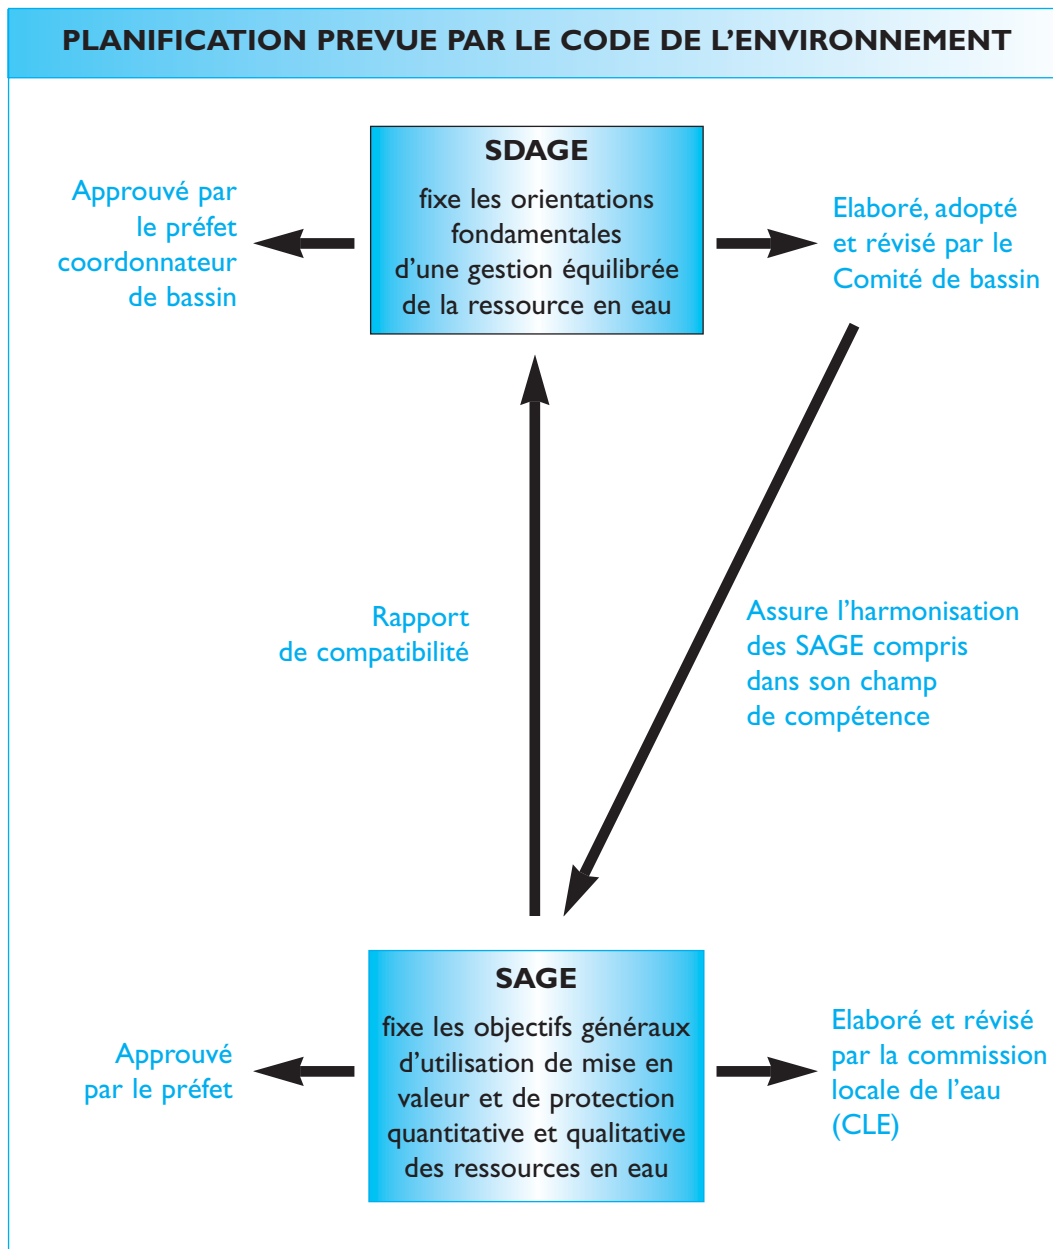 PLANIFICATION PREVUE PAR LE CODE DE L'ENVIRONNEMENT
SDAGE
fixe les orientations
fondamentales
d'une gestion équilibrée
de la ressource en eau
Approuvé par
le préfet
coordonnateur
de bassin
Elaboré, adopté
et révisé par le
Comité de bassin
Rapport
de compatibilité
Assure l'harmonisation
des SAGE compris
dans son champ
de compétence
SAGE
fixe les objectifs généraux
d'utilisation de mise en
valeur et de protection
quantitative et qualitative
des ressources en eau
Approuvé
par le préfet
Elaboré et révisé
par la commission
locale de l'eau
(CLE)